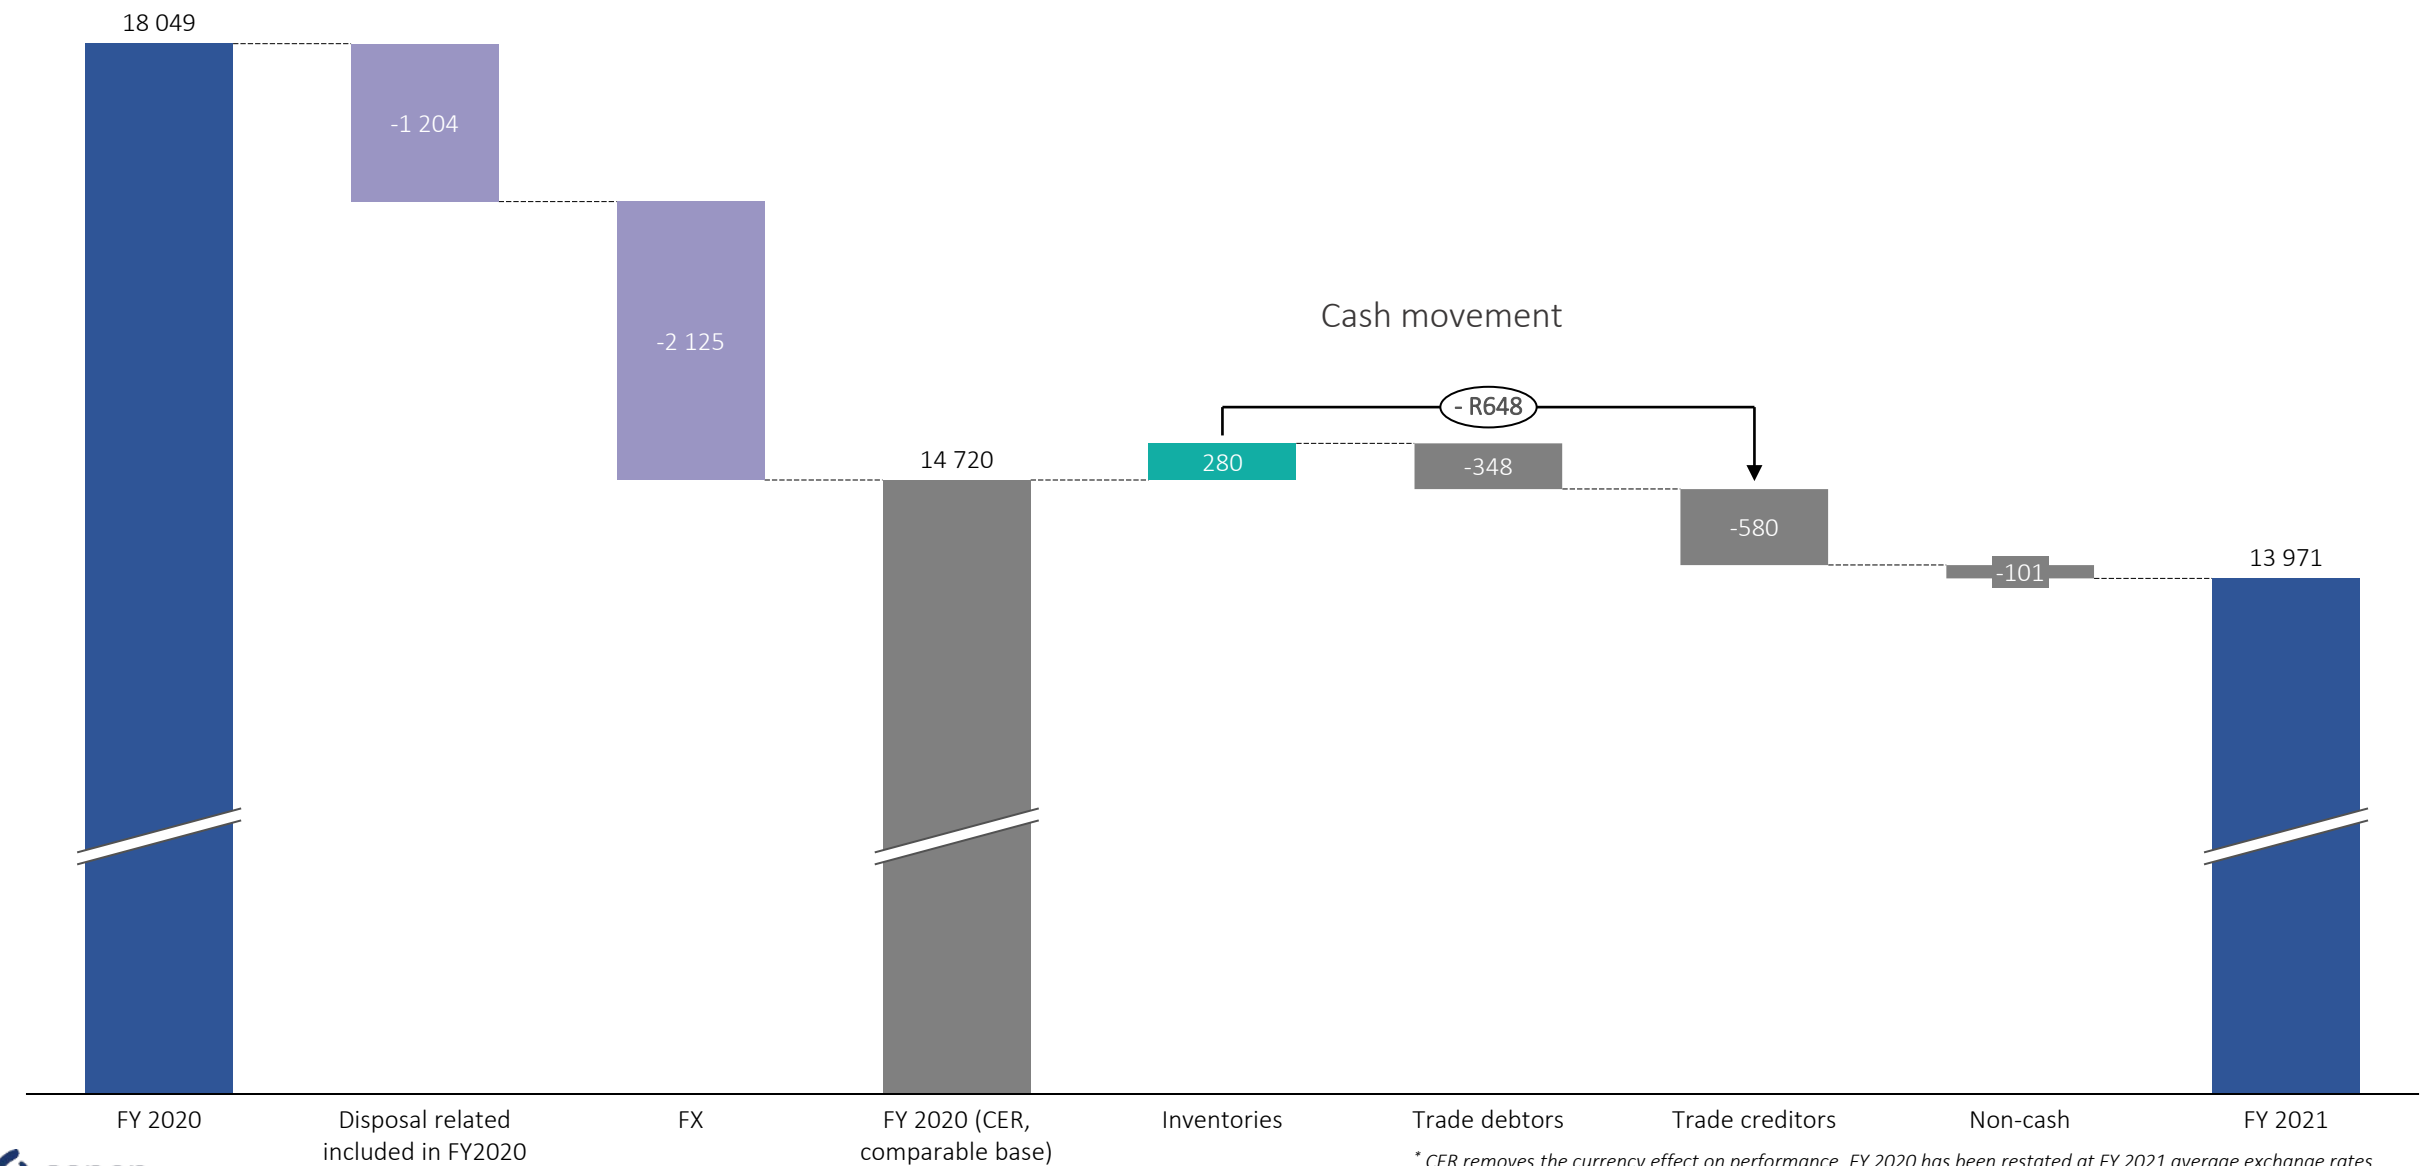 18 049
-1 204
-2 125
Cash movement
- R648
14 720
280
-348
-580
-101
13 971
FY 2020
Disposal related
included in FY2020
FX
FY 2020 (CER,
comparable base)
Inventories
Trade debtors
Trade creditors
Non-cash
FY 2021
* CER removes the currency effect on performance. FY 2020 has been restated at FY 2021 average exchange rates